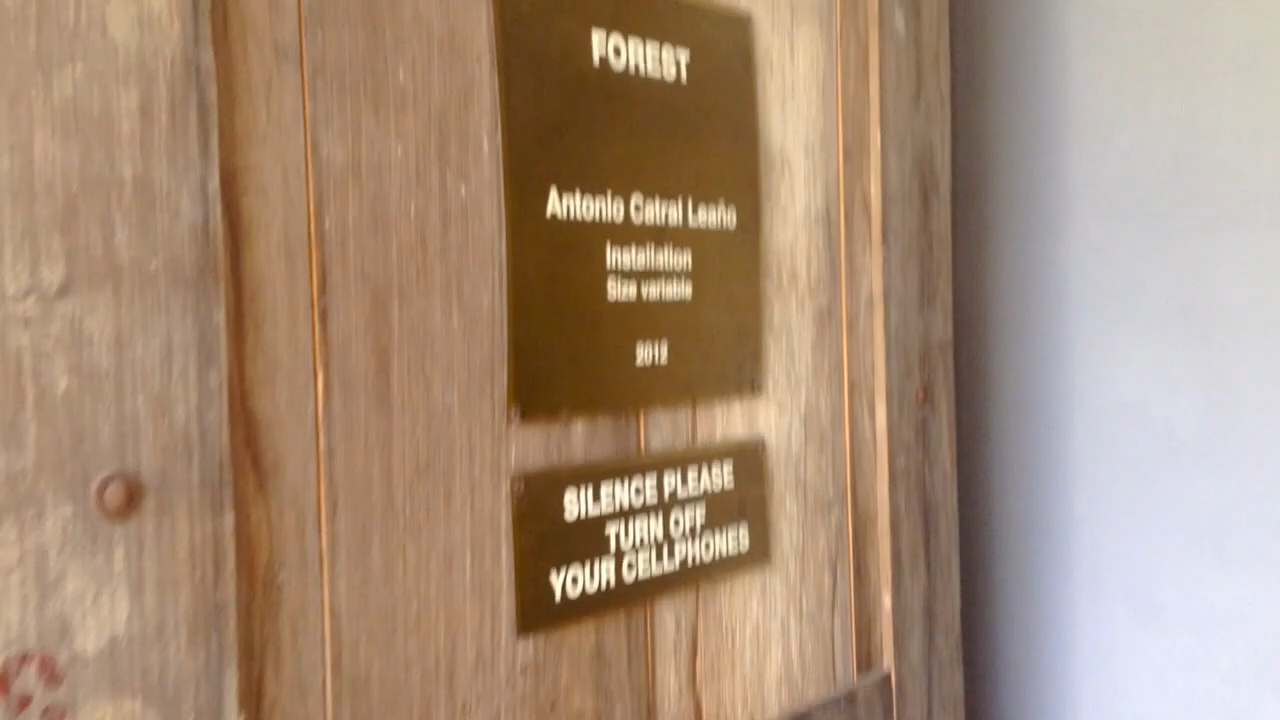 FOREST
Antonio Catral Leaño
Installation
Size variable
2012
SILENCE PLEASE
TURN OFF
YOUR CELLPHONES